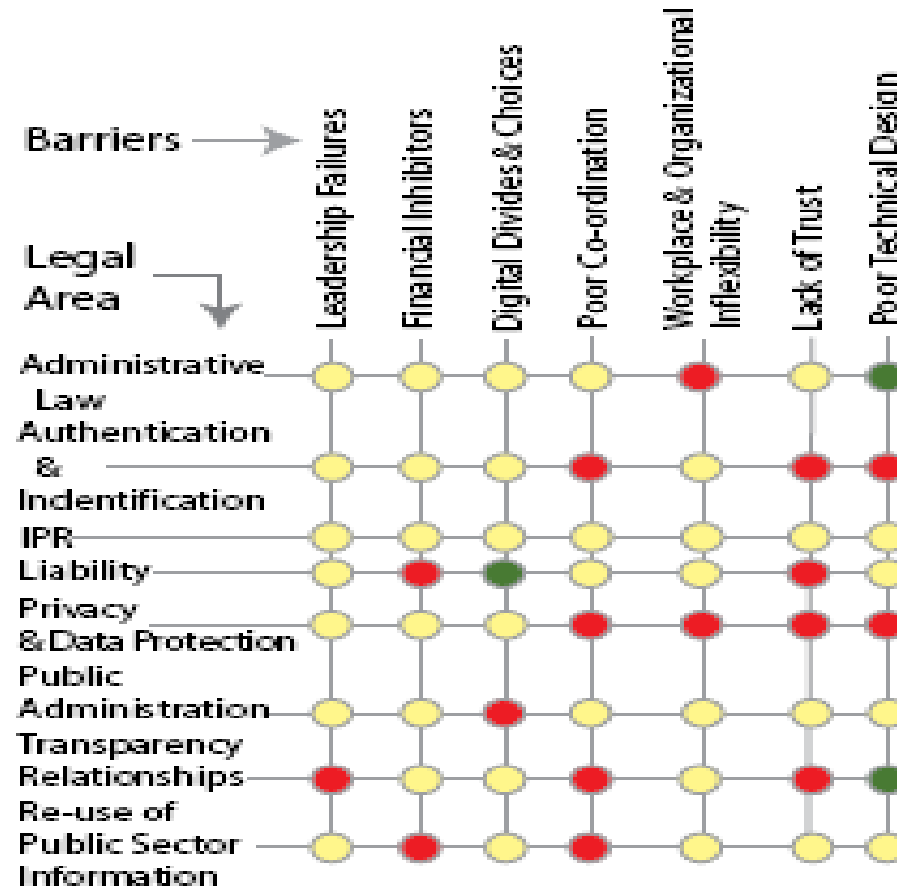 Barriers
Legal
Area
Leadership Failures
Financial Inhibitors
Digital Divides & Choices
Poor Co-ordination
Workplace & Organizational
Inflexibility
Lack of Trust
Poor Technical Design
Administrative
Law
Authentication
&
Indentification
IPR
Liability
Privacy
& Data Protection
Public
Administration
Transparency
Relationships
Re-use of
Public Sector
Information